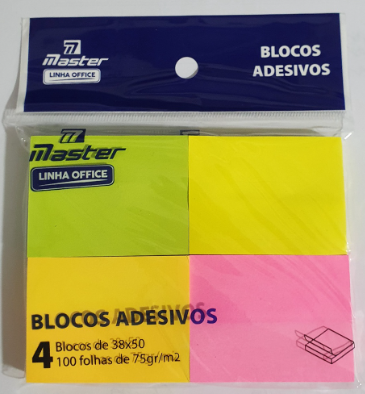 Master
LINHA OFFICE
BLOCOS
ADESIVOS
Master
LINHA OFFICE
BLOCOS ADESIVOS
4 Blocos de 38x50
100 folhas de 75gr/m2